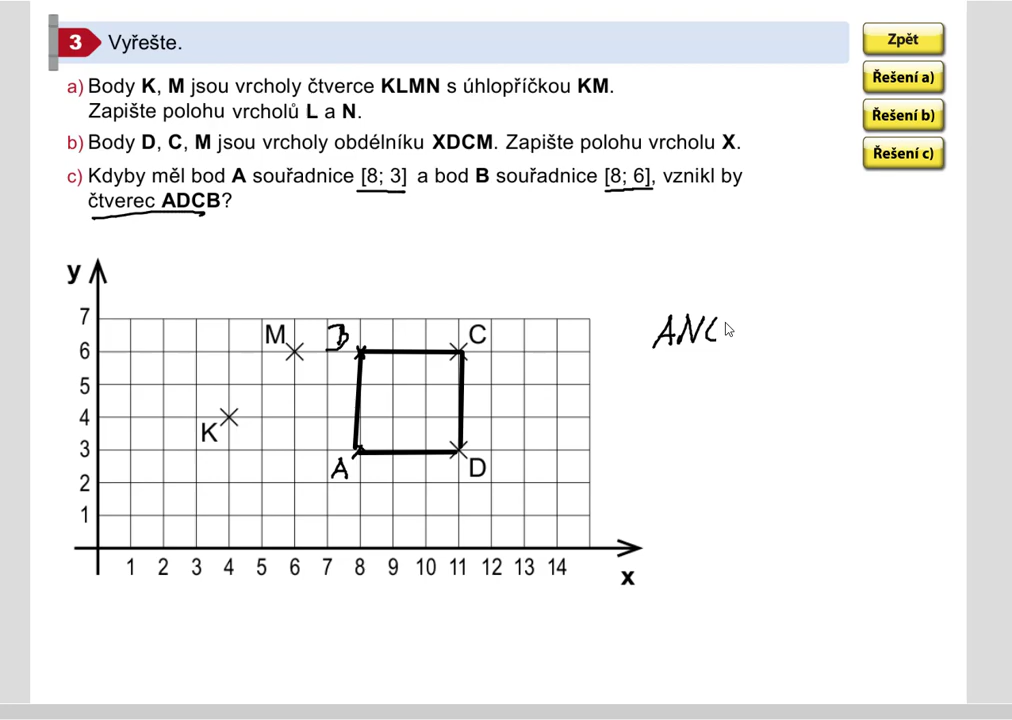 3 Vyřešte.
Zpět
a) Body K, M jsou vrcholy čtverce KLMN s úhlopříčkou KM.
Zapište polohu vrcholů L a N.
Řešení a)
b) Body D, C, M jsou vrcholy obdélníku XDCM. Zapište polohu vrcholu X.
Řešení b)
c) Kdyby měl bod A souřadnice [8; 3] a bod B souřadnice [8; 6], vznikl by
čtverec ADCB?
Řešení c)
y
7
M B C
ANO
6
5
4
K
3
A D
2
1
1 2 3 4 5 6 7 8 9 10 11 12 13 14
x